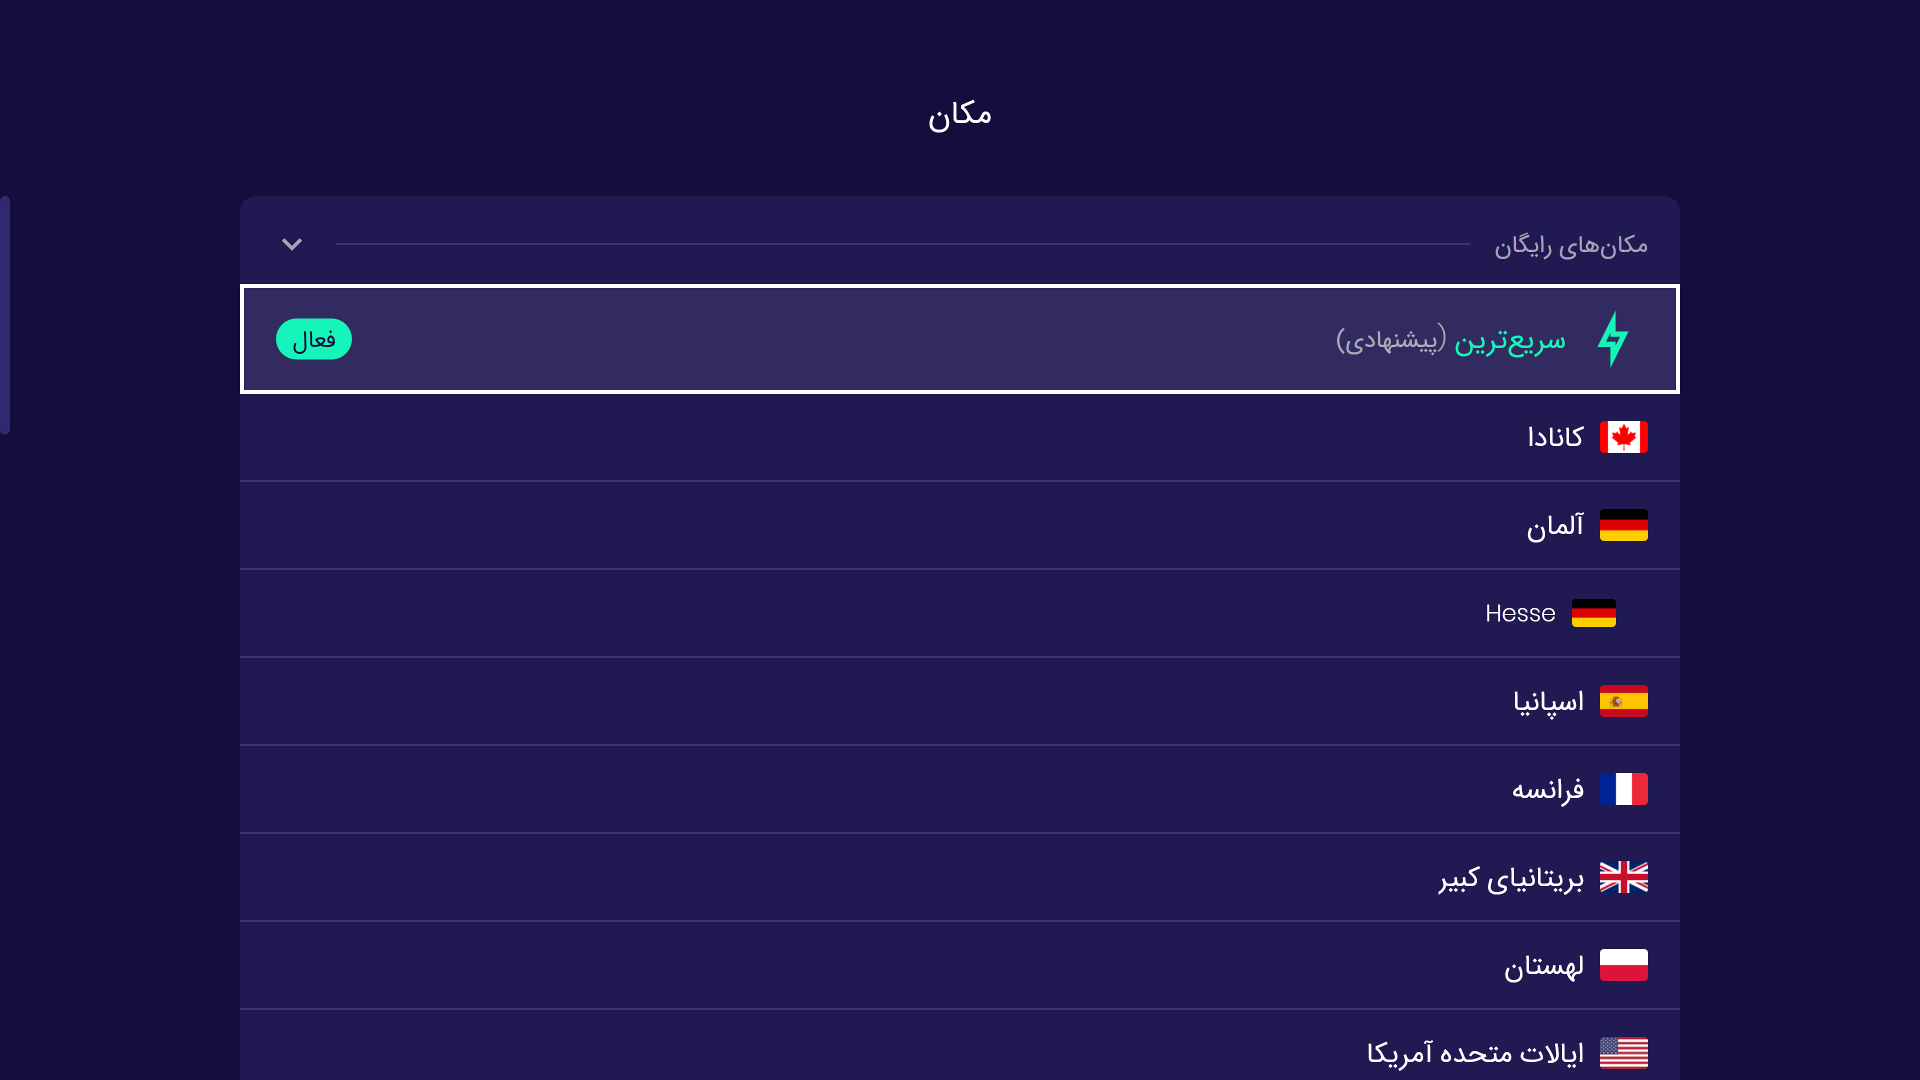 مکان
مکان‌های رایگان
سریع‌ترین (پیشنهادی)
فعال
کانادا
آلمان
Hesse
اسپانیا
فرانسه
بریتانیای کبیر
لهستان
ایالات متحده آمریکا